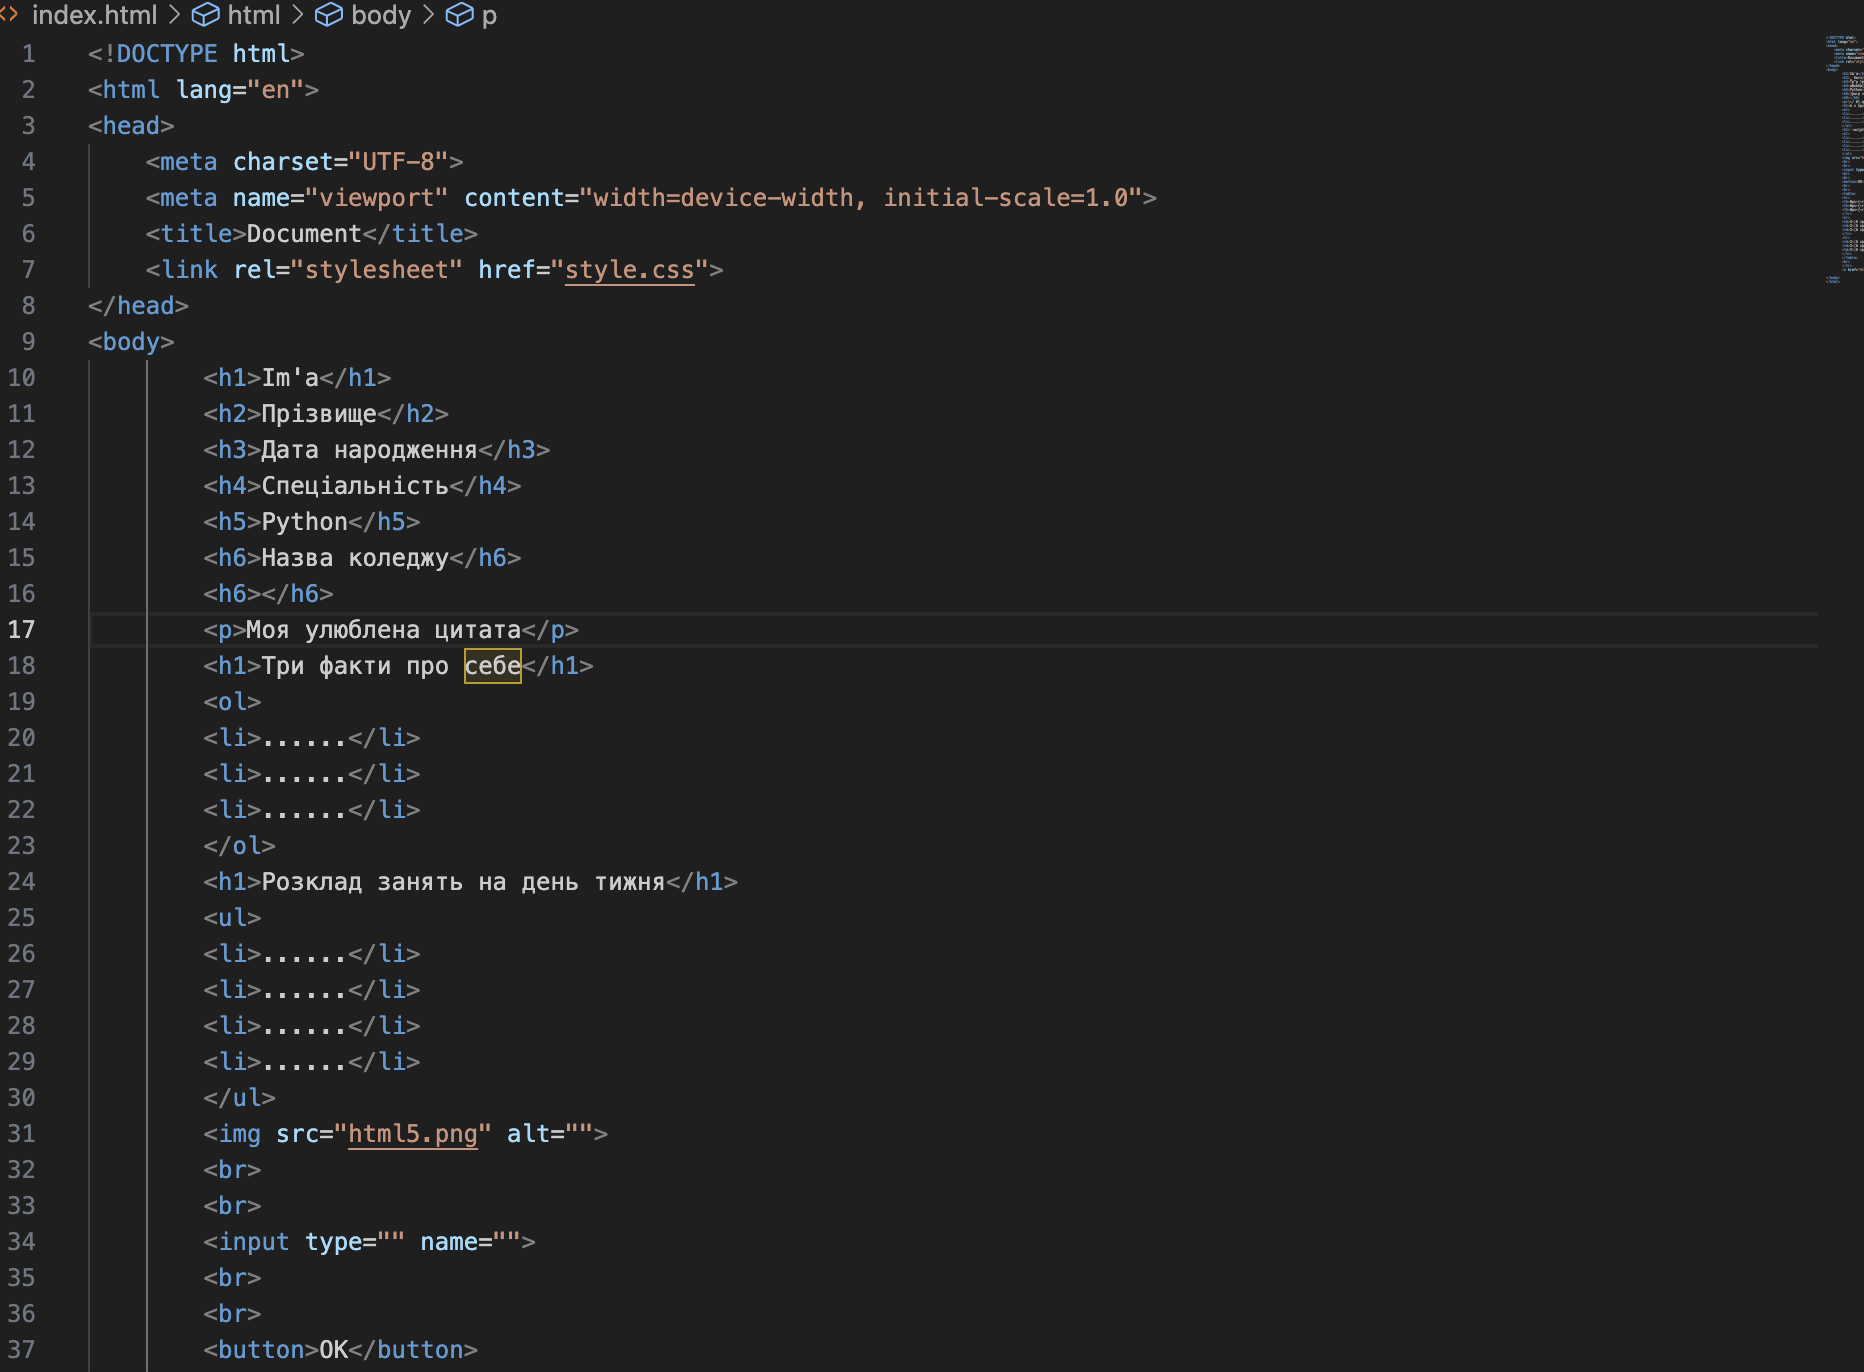 index.html > html > body > p
1 <!DOCTYPE html>
2 <html lang="en">
3 <head>
4 <meta charset="UTF-8">
5 <meta name="viewport" content="width=device-width, initial-scale=1.0">
6 <title>Document</title>
7 <link rel="stylesheet" href="style.css">
8 </head>
9 <body>
10 <h1>Ім'а</h1>
11 <h2>Прізвище</h2>
12 <h3>Дата народження</h3>
13 <h4>Спеціальність</h4>
14 <h5>Python</h5>
15 <h6>Назва коледжу</h6>
16 <h6></h6>
17 <p>Моя улюблена цитата</p>
18 <h1>Три факти про себе</h1>
19 <ol>
20 <li>......</li>
21 <li>......</li>
22 <li>......</li>
23 </ol>
24 <h1>Розклад занять на день тижня</h1>
25 <ul>
26 <li>......</li>
27 <li>......</li>
28 <li>......</li>
29 <li>......</li>
30 </ul>
31 <img src="html5.png" alt="">
32 <br>
33 <br>
34 <input type="" name="">
35 <br>
36 <br>
37 <button>OK</button>